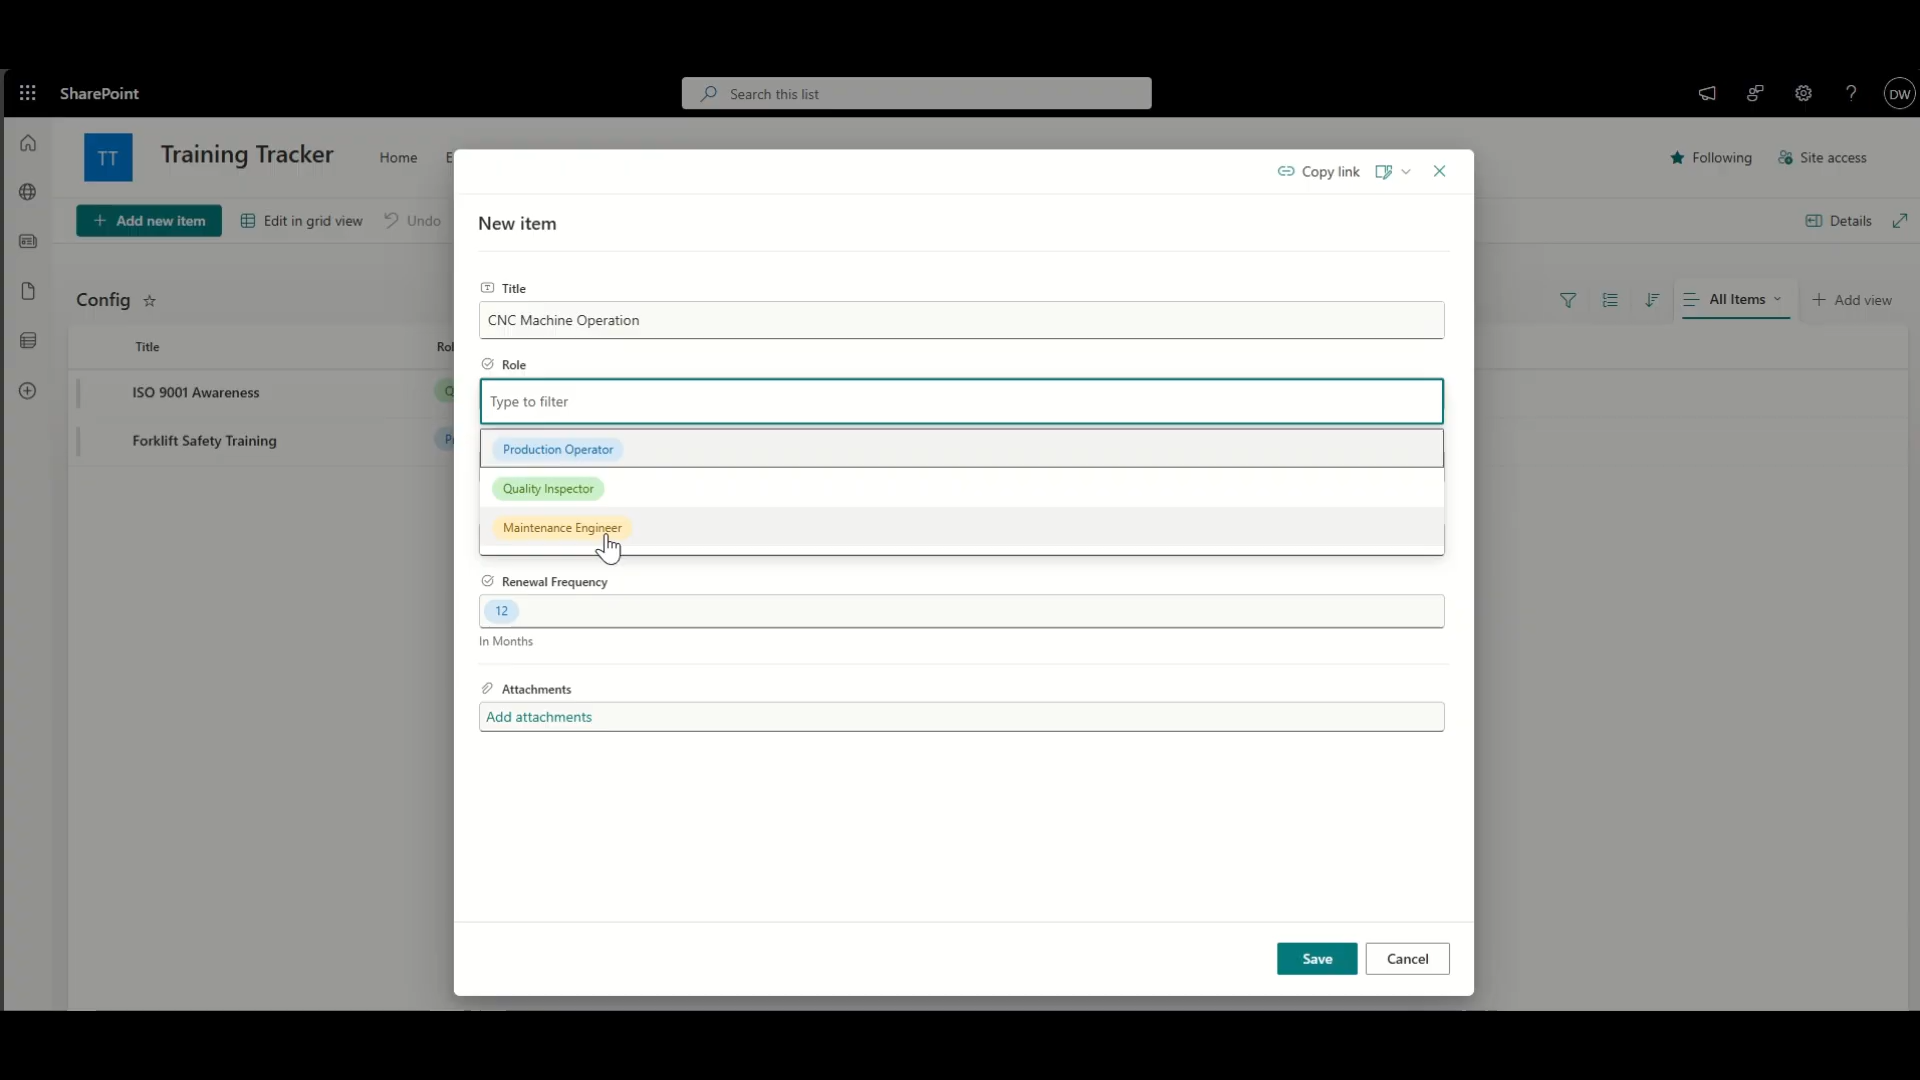 SharePoint
Search this list
DW
TT
Training Tracker
Home
E
Following
Site access
Add new item
Edit in grid view
Undo
Details
Config
All Items
Add view
Title
Rol
ISO 9001 Awareness
Q
Forklift Safety Training
Pr
Copy link
New item
Title
CNC Machine Operation
Role
Type to filter
Production Operator
Quality Inspector
Maintenance Engineer
Renewal Frequency
12
In Months
Attachments
Add attachments
Save
Cancel